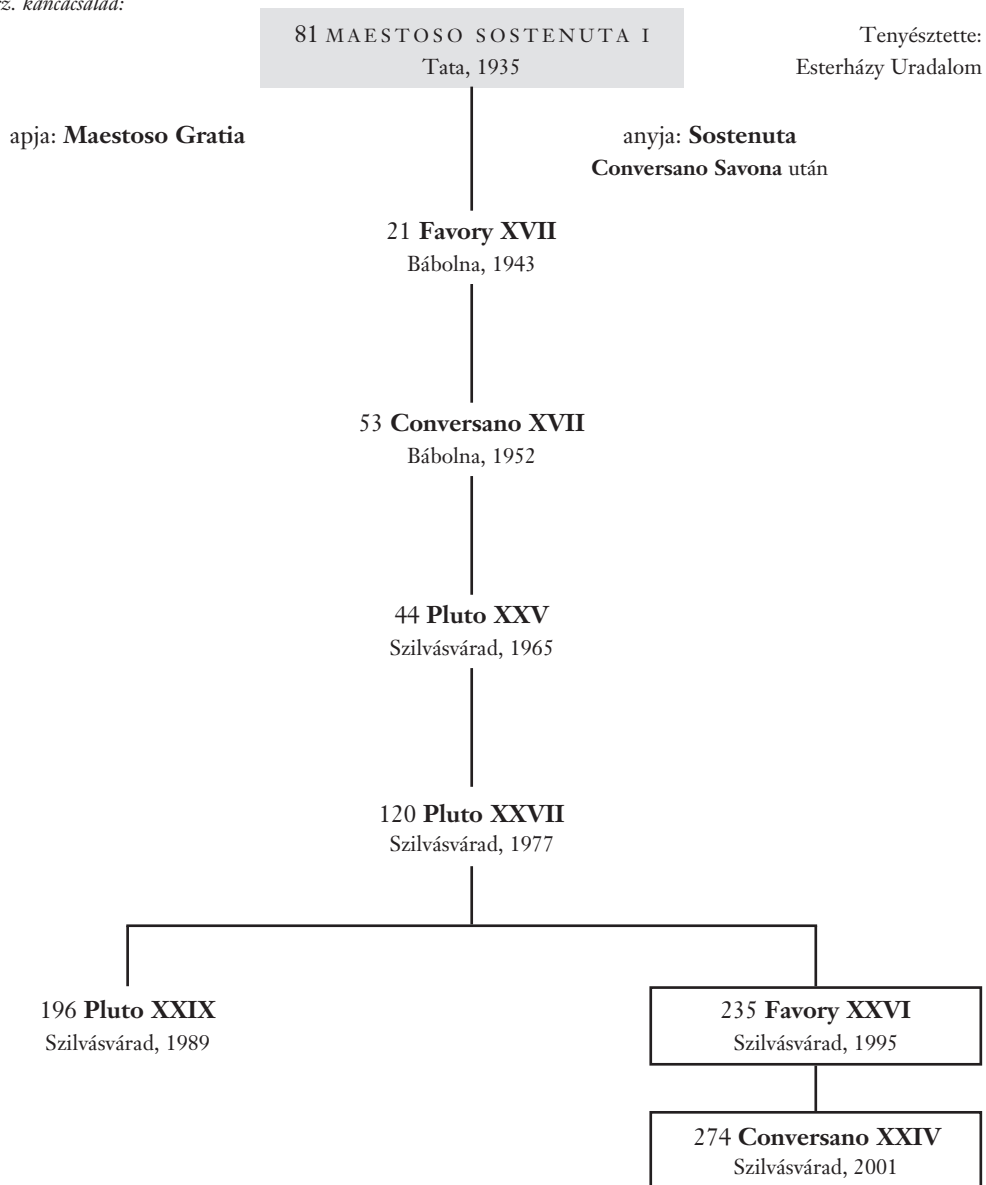 kancacsalád:
81 MAESTOSO SOSTENUTA I
Tata, 1935
Tenyésztette:
Esterházy Uradalom
apja: Maestoso Gratia
anyja: Sostenuta
Conversano Savona után
21 Favory XVII
Bábolna, 1943
53 Conversano XVII
Bábolna, 1952
44 Pluto XXV
Szilvásvárad, 1965
120 Pluto XXVII
Szilvásvárad, 1977
196 Pluto XXIX
Szilvásvárad, 1989
235 Favory XXVI
Szilvásvárad, 1995
274 Conversano XXIV
Szilvásvárad, 2001